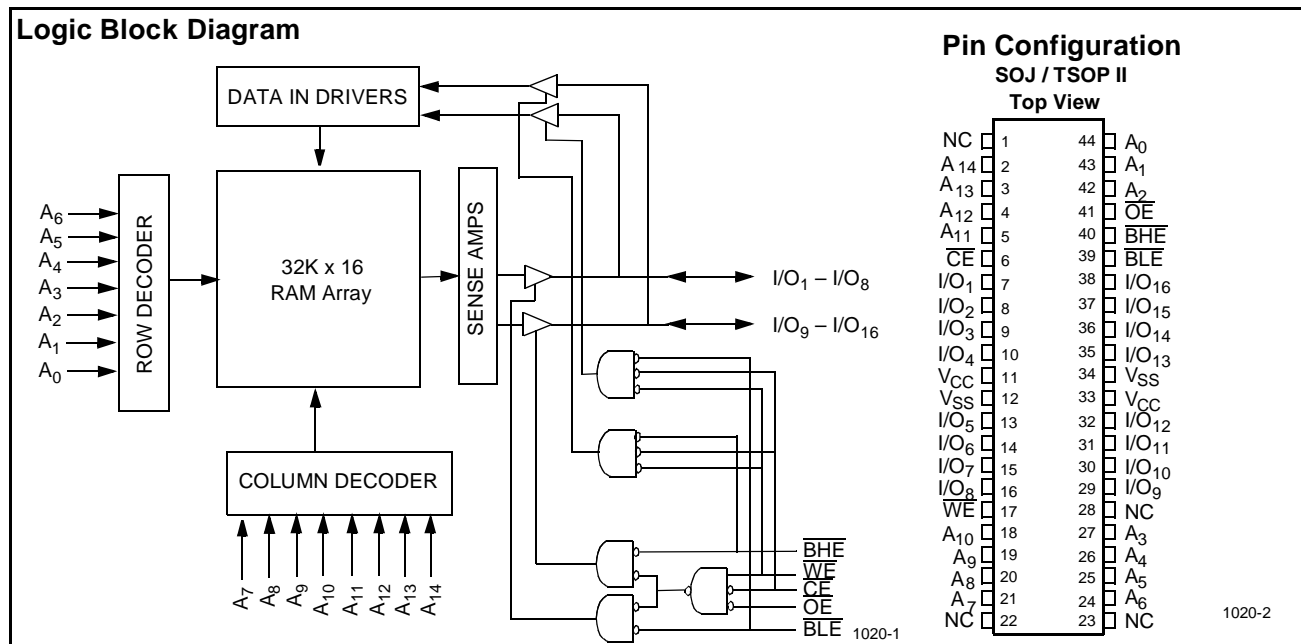 Logic Block Diagram
DATA IN DRIVERS
A6
A5
A4
A3
A2
A1
A0
ROW DECODER
32K x 16
RAM Array
SENSE AMPS
I/O1 – I/O8
I/O9 – I/O16
COLUMN DECODER
A7
A8
A9
A10
A11
A12
A13
A14
BHE
WE
CE
OE
BLE
1020-1
Pin Configuration
SOJ / TSOP II
Top View
NC 1 44 A0
A14 2 43 A1
A13 3 42 A2
A12 4 41 OE
A11 5 40 BHE
CE 6 39 BLE
I/O1 7 38 I/O16
I/O2 8 37 I/O15
I/O3 9 36 I/O14
I/O4 10 35 I/O13
VCC 11 34 VSS
VSS 12 33 VCC
I/O5 13 32 I/O12
I/O6 14 31 I/O11
I/O7 15 30 I/O10
I/O8 16 29 I/O9
WE 17 28 NC
A10 18 27 A3
A9 19 26 A4
A8 20 25 A5
A7 21 24 A6
NC 22 23 NC
1020-2